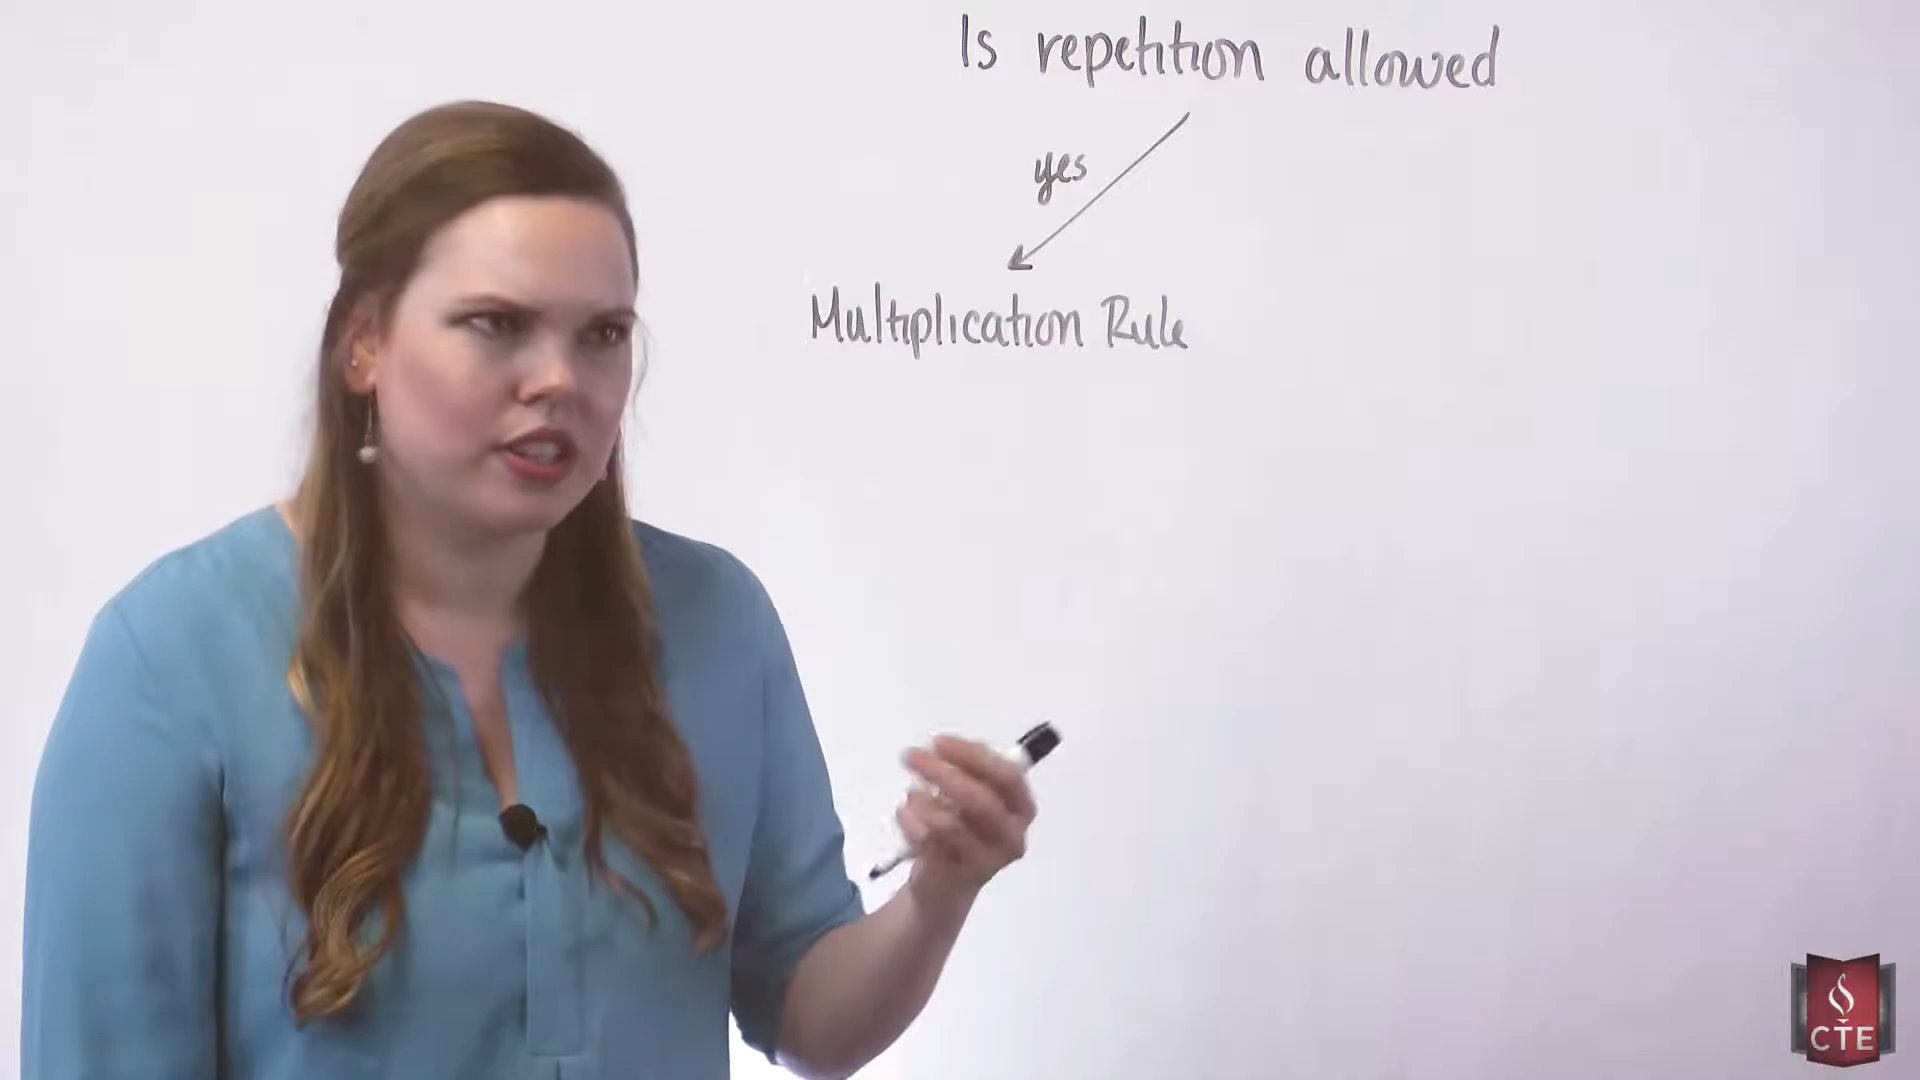 Is repetition allowed
yes
Multiplication Rule
CTE